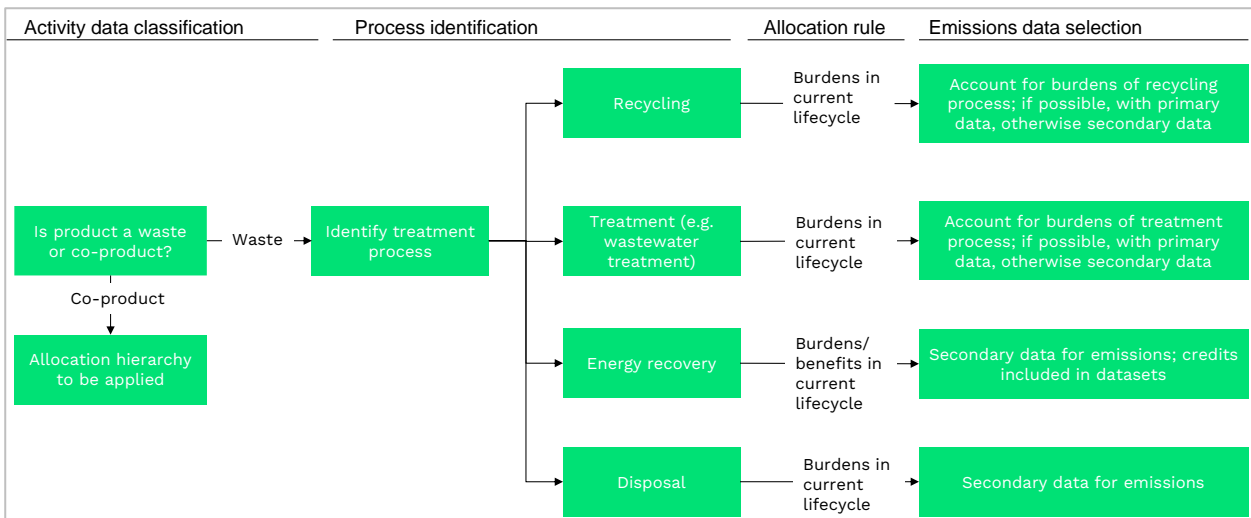 Activity data classification
Process identification
Allocation rule
Emissions data selection
Recycling
Burdens in
current
lifecycle
Account for burdens of recycling
process; if possible, with primary
data, otherwise secondary data
Is product a waste
or co-product?
Waste
Identify treatment
process
Treatment (e.g.
wastewater
treatment)
Burdens in
current
lifecycle
Account for burdens of treatment
process; if possible, with primary
data, otherwise secondary data
Co-product
Allocation hierarchy
to be applied
Energy recovery
Burdens/
benefits in
current
lifecycle
Secondary data for emissions; credits
included in datasets
Disposal
Burdens in
current
lifecycle
Secondary data for emissions